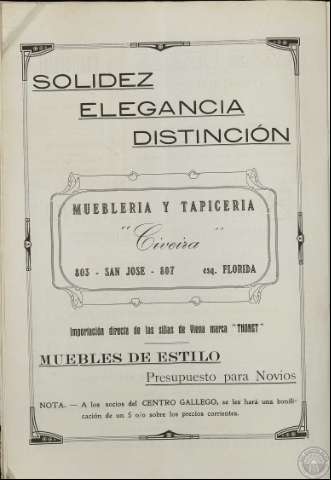 SOLIDEZ
ELEGANCIA
DISTINCIÓN
MUEBLERIA Y TAPICERIA
"Civeira"
803 - SAN JOSE - 807 esq. FLORIDA
Importación directa de las sillas de Viena marca "THONET"
MUEBLES DE ESTILO
Presupuesto para Novios
NOTA. — A los socios del CENTRO GALLEGO, se les hará una bonifi-
cación de un 5 o/o sobre los precios corrientes.